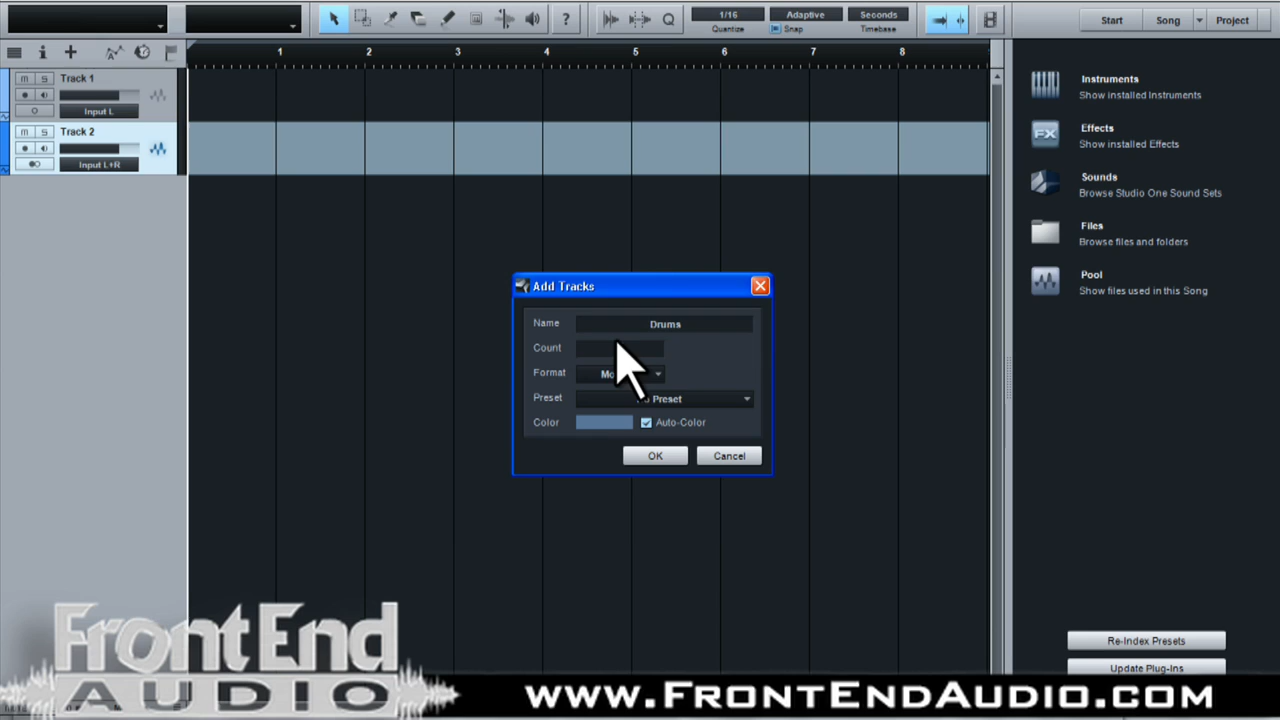 1/16
Quantize
Adaptive
Snap
Seconds
Timebase
Start
Song
Project
1 2 3 4 5 6 7 8
m S Track 1
Input L
m S Track 2
Input L+R
Instruments
Show installed Instruments
FX
Effects
Show installed Effects
Sounds
Browse Studio One Sound Sets
Files
Browse files and folders
Pool
Show files used in this Song
Add Tracks
Name Drums
Count
Format
Preset Preset
Color Auto-Color
OK Cancel
Re-Index Presets
Update Plug-Ins
FrontEnd
AUDIO
www.FrontEndAudio.com